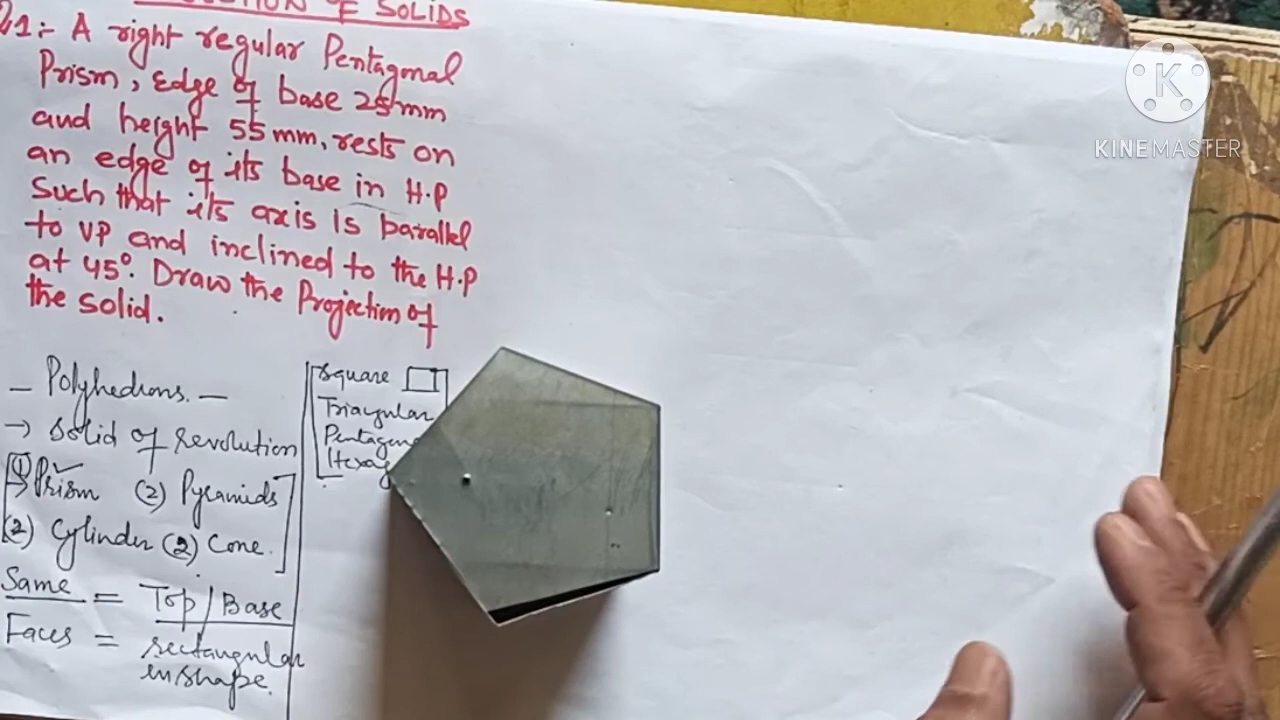 OF SOLIDS
Q1:- A right regular Pentagonal
Prism, Edge of base 25mm
and height 55mm, rests on
an edge of its base in H.P
Such that its axis is parallel
to VP and inclined to the H.P
at 45°. Draw the Projection of
the solid.
- Polyhedrons. -
→ Solid of revolution
(1) Prism (2) Pyramids
(2) Cylinder (2) Cone.
Same = Top/Base
Faces = rectangular
in shape.
Square
Triangular
KINEMASTER